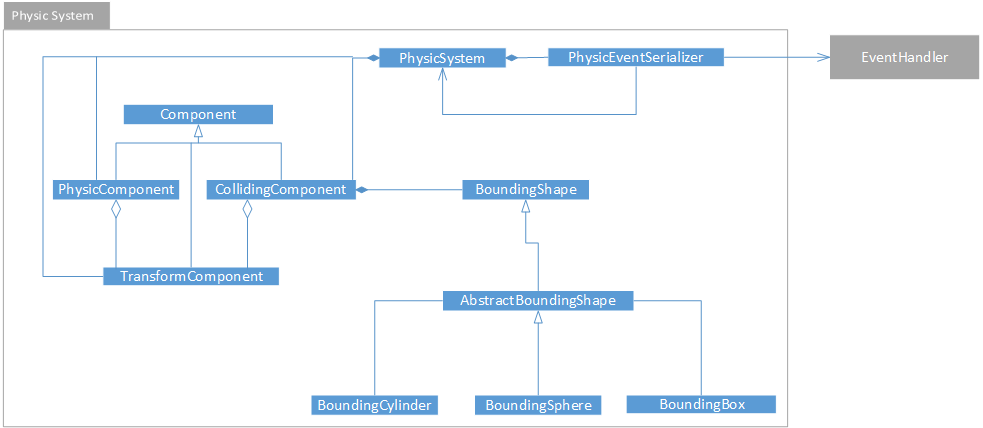 Physic System
PhysicSystem
PhysicEventSerializer
EventHandler
Component
PhysicComponent
CollidingComponent
BoundingShape
TransformComponent
AbstractBoundingShape
BoundingCylinder
BoundingSphere
BoundingBox